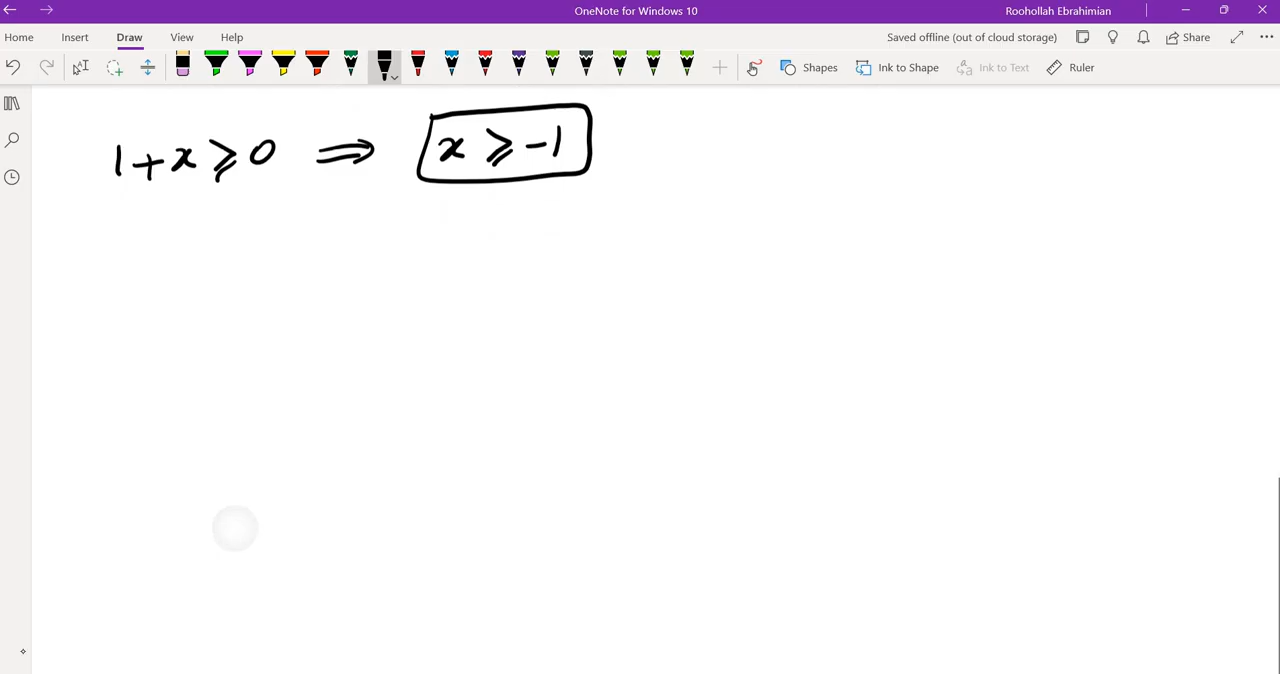 OneNote for Windows 10
Roohollah Ebrahimian
Home Insert Draw View Help
Saved offline (out of cloud storage)
Share
Shapes
Ink to Shape
Ink to Text
Ruler
1+x ⩾ 0 ⟹ x ⩾ -1